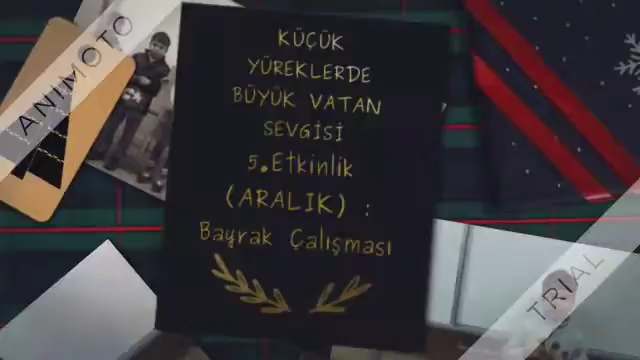 ANIMOTO
KÜÇÜK
YÜREKLERDE
BÜYÜK VATAN
SEVGİSİ
5.Etkinlik
(ARALIK) :
Bayrak Çalışması
TRIAL